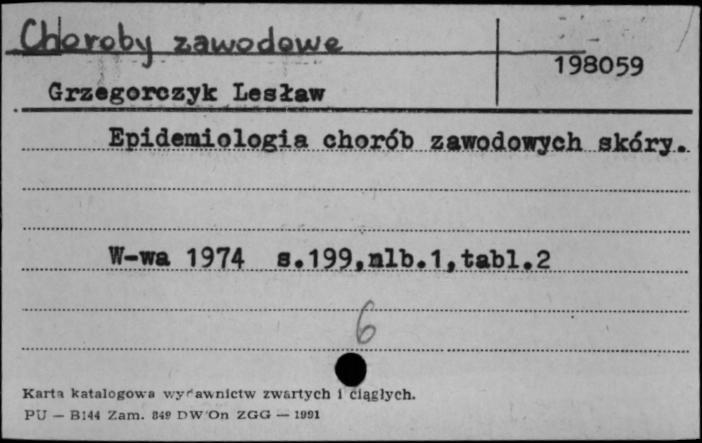 Choroby zawodowe
198059
Grzegorczyk Lesław
Epidemiologia chorób zawodowych skóry.
W-wa 1974 s.199,nlb.1,tabl.2
6
Karta katalogowa wydawnictw zwartych i ciągłych.
PU — B144 Zam. 849 DW On ZGG — 1991